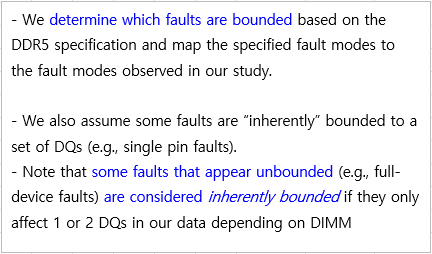 - We determine which faults are bounded based on the
DDR5 specification and map the specified fault modes to
the fault modes observed in our study.
- We also assume some faults are “inherently” bounded to a
set of DQs (e.g., single pin faults).
- Note that some faults that appear unbounded (e.g., full-
device faults) are considered inherently bounded if they only
affect 1 or 2 DQs in our data depending on DIMM